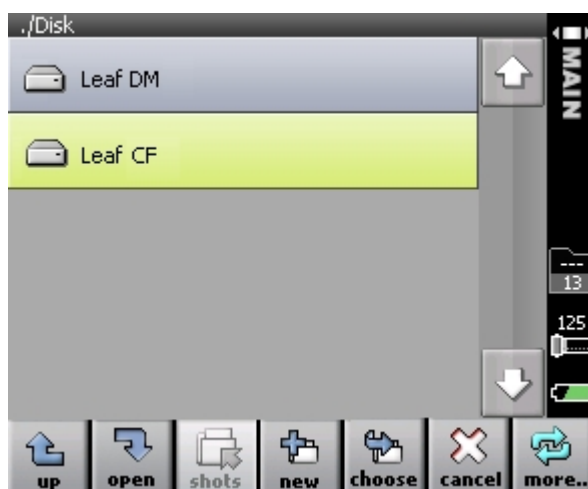 ./Disk
Leaf DM
Leaf CF
MAIN
---
13
125
up
open
shots
new
choose
cancel
more..